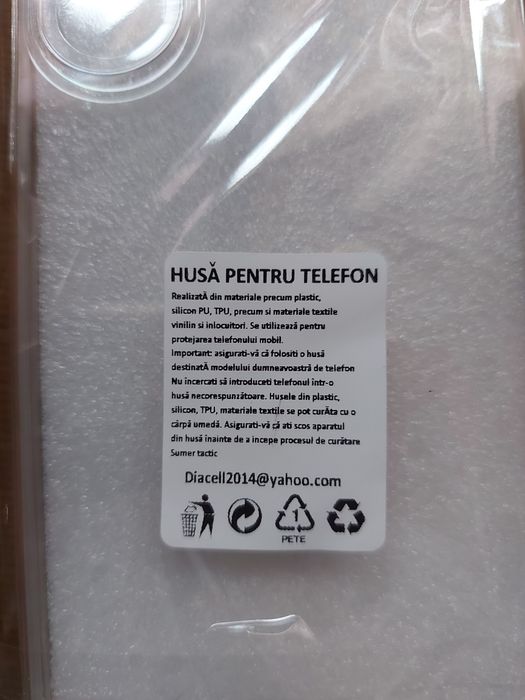 HUSĂ PENTRU TELEFON
RealizatĂ din materiale precum plastic,
silicon PU, TPU, precum si materiale textile
vinilin si inlocuitori. Se utilizează pentru
protejarea telefonului mobil.
Important: asigurati-vă că folositi o husă
destinatĂ modelului dumneavoastră de telefon
Nu incercati să introduceti telefonul intr-o
husă necorespunzătoare. Husele din plastic,
silicon, TPU, materiale textile se pot curĂta cu o
cârpă umedă. Asigurati-vă că ati scos aparatul
din husă inainte de a incepe procesul de curătare
Sumer tactic
Diacell2014@yahoo.com
1
PETE